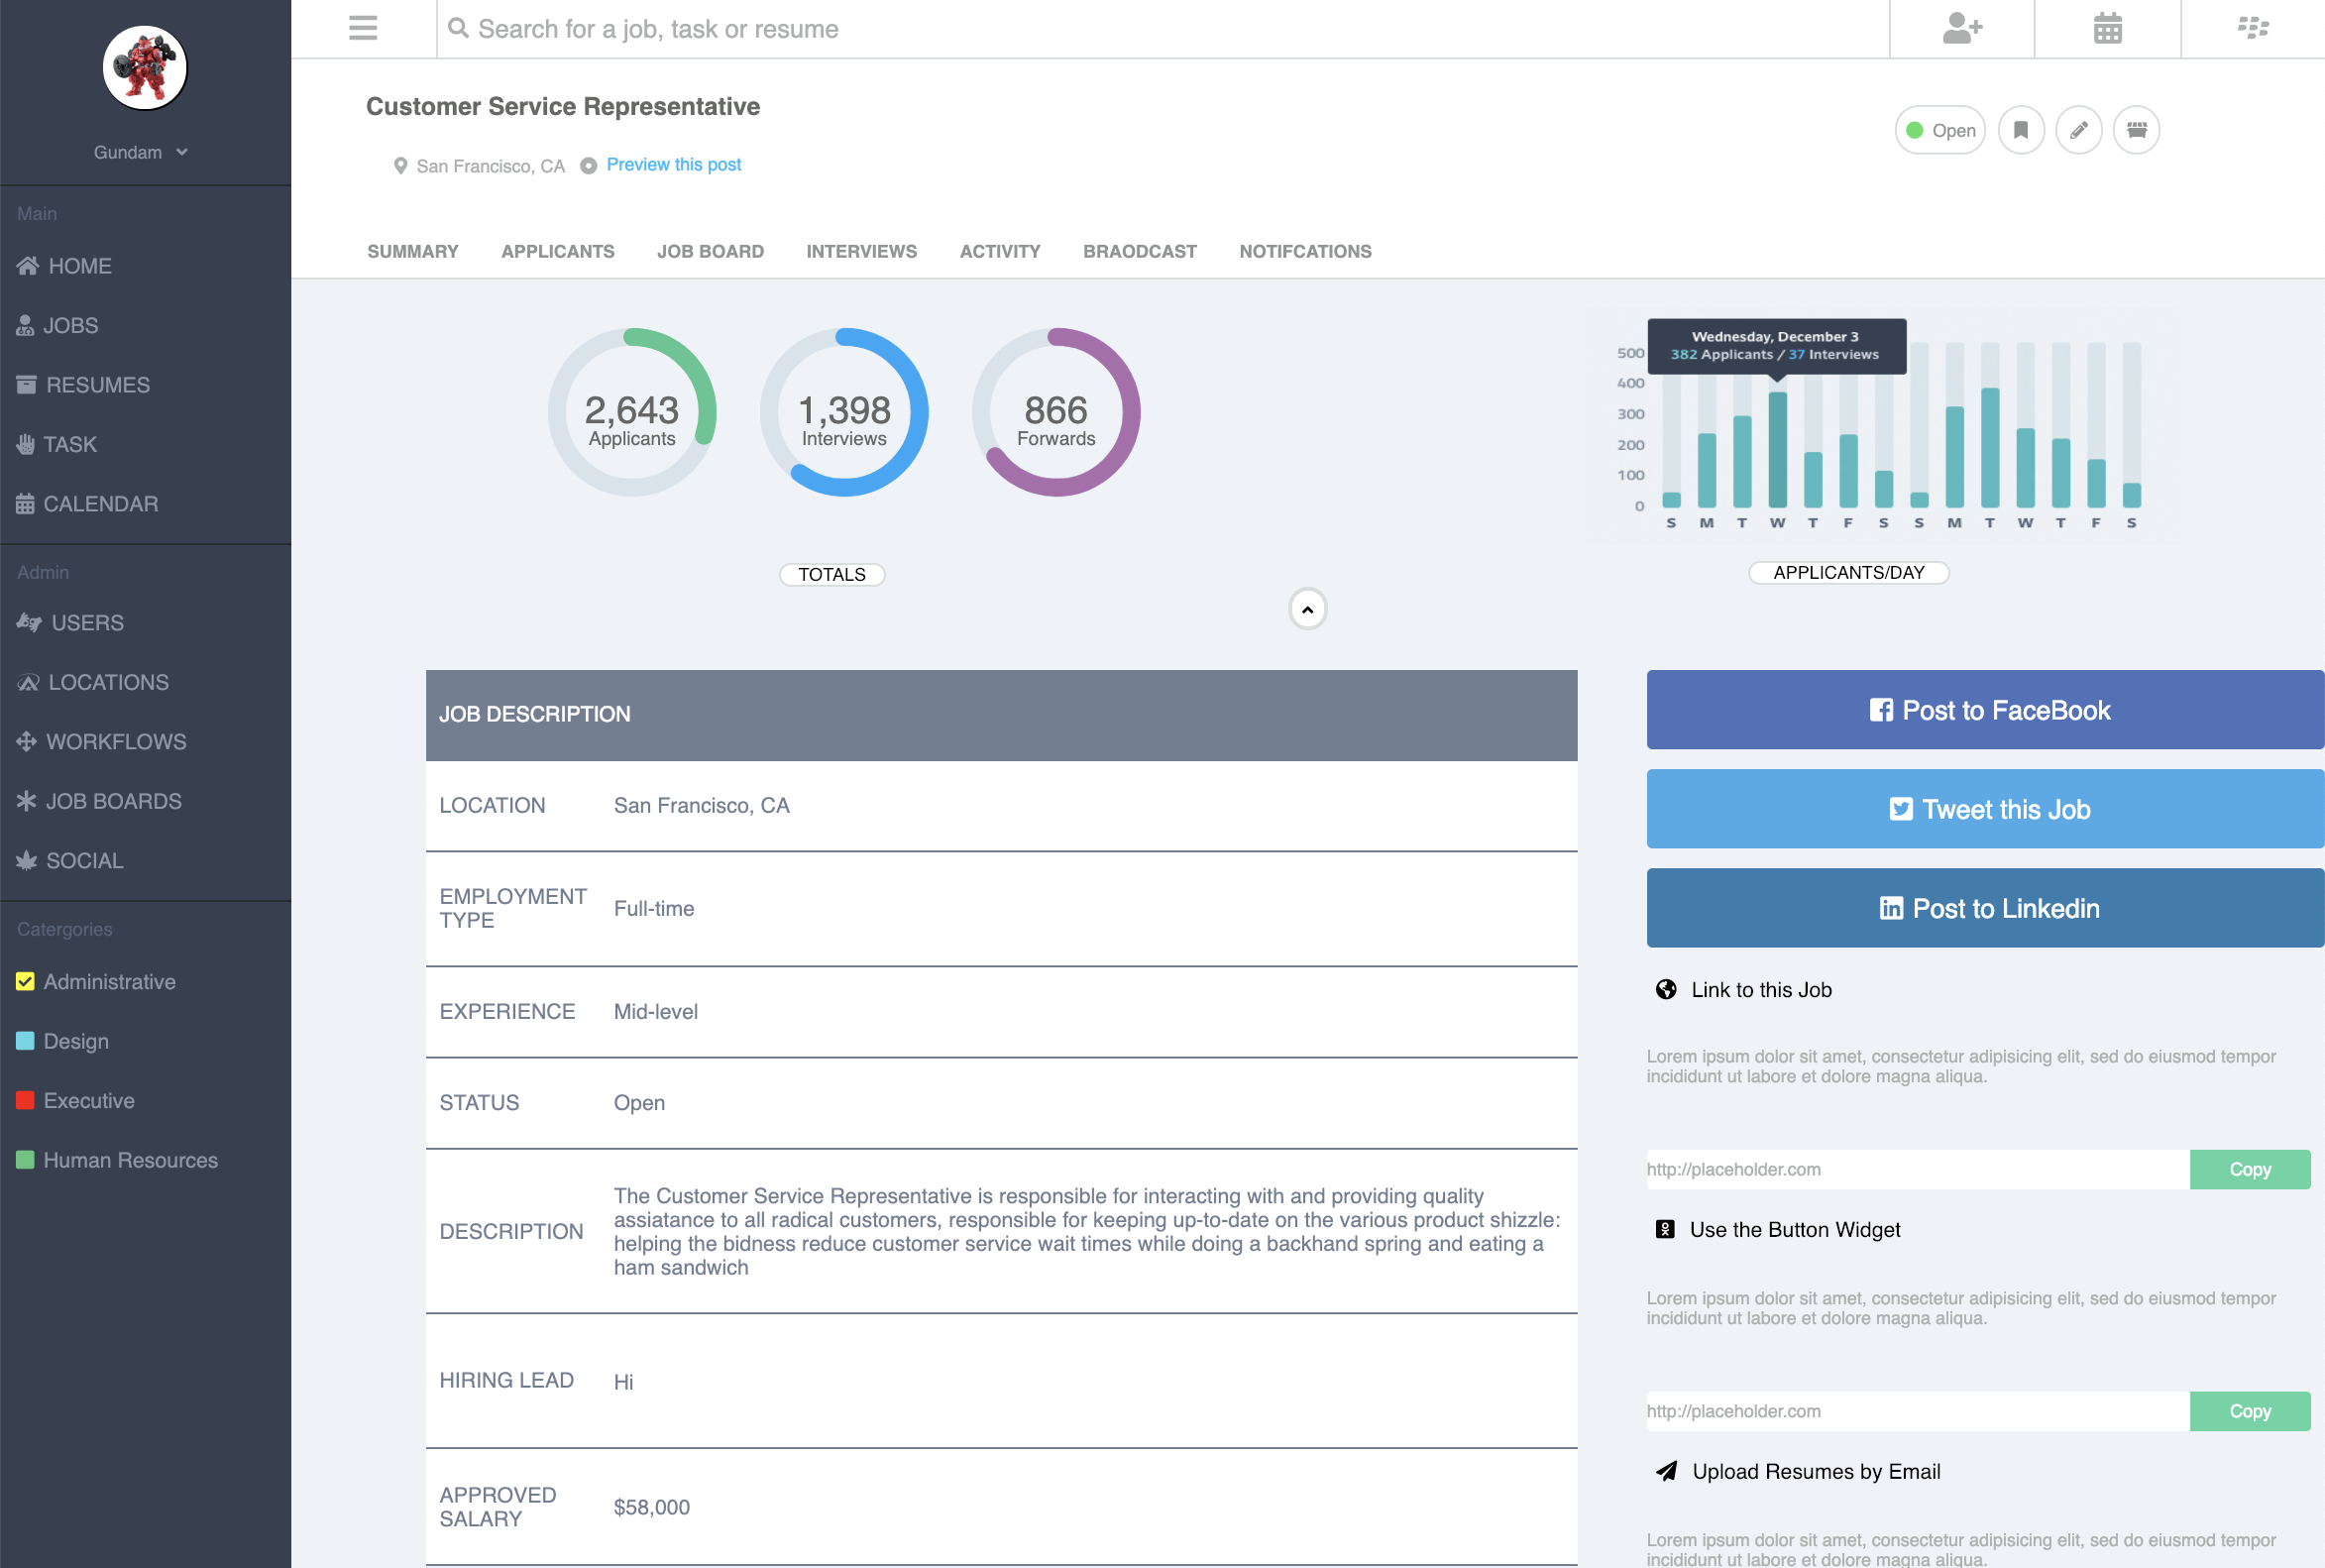 Gundam
Main
HOME
JOBS
RESUMES
TASK
CALENDAR
Admin
USERS
LOCATIONS
WORKFLOWS
JOB BOARDS
SOCIAL
Catergories
Administrative
Design
Executive
Human Resources
Search for a job, task or resume
Customer Service Representative
San Francisco, CA Preview this post
Open
SUMMARY APPLICANTS JOB BOARD INTERVIEWS ACTIVITY BRAODCAST NOTIFCATIONS
2,643
Applicants
1,398
Interviews
866
Forwards
TOTALS
Wednesday, December 3
382 Applicants / 37 Interviews
500
400
300
200
100
0
S M T W T F S S M T W T F S
APPLICANTS/DAY
JOB DESCRIPTION
LOCATION San Francisco, CA
EMPLOYMENT
TYPE
Full-time
EXPERIENCE Mid-level
STATUS Open
DESCRIPTION
The Customer Service Representative is responsible for interacting with and providing quality
assiatance to all radical customers, responsible for keeping up-to-date on the various product shizzle:
helping the bidness reduce customer service wait times while doing a backhand spring and eating a
ham sandwich
HIRING LEAD Hi
APPROVED
SALARY
$58,000
Post to FaceBook
Tweet this Job
Post to Linkedin
Link to this Job
Lorem ipsum dolor sit amet, consectetur adipisicing elit, sed do eiusmod tempor
incididunt ut labore et dolore magna aliqua.
http://placeholder.com Copy
Use the Button Widget
Lorem ipsum dolor sit amet, consectetur adipisicing elit, sed do eiusmod tempor
incididunt ut labore et dolore magna aliqua.
http://placeholder.com Copy
Upload Resumes by Email
Lorem ipsum dolor sit amet, consectetur adipisicing elit, sed do eiusmod tempor
incididunt ut labore et dolore magna aliqua.